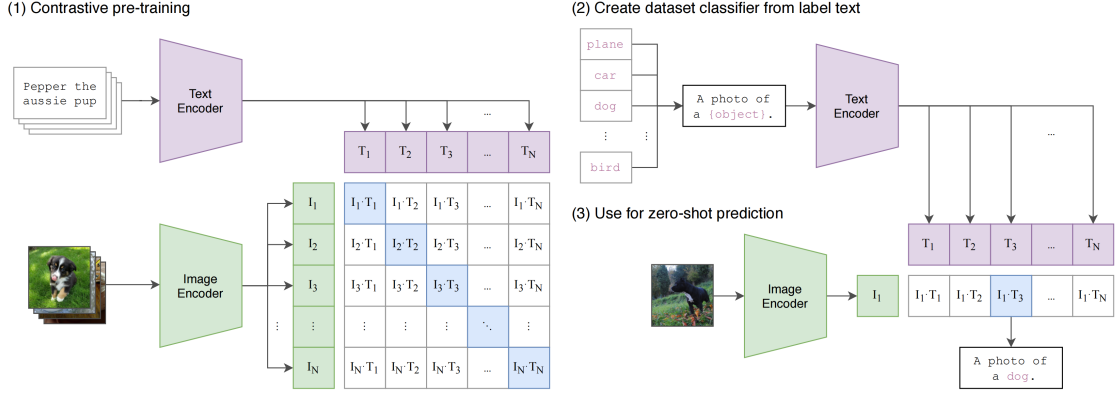 (1) Contrastive pre-training
Pepper the
aussie pup
Text
Encoder
...
T1 T2 T3 ... TN
Image
Encoder
I1 I1·T1 I1·T2 I1·T3 ... I1·TN
I2 I2·T1 I2·T2 I2·T3 ... I2·TN
I3 I3·T1 I3·T2 I3·T3 ... I3·TN
⋮ ⋮ ⋮ ⋮ ⋮ ⋱ ⋮
IN IN·T1 IN·T2 IN·T3 ... IN·TN
(2) Create dataset classifier from label text
plane
car
dog
⋮ ⋮
bird
A photo of
a {object}.
Text
Encoder
...
(3) Use for zero-shot prediction
T1 T2 T3 ... TN
Image
Encoder
I1 I1·T1 I1·T2 I1·T3 ... I1·TN
A photo of
a dog.